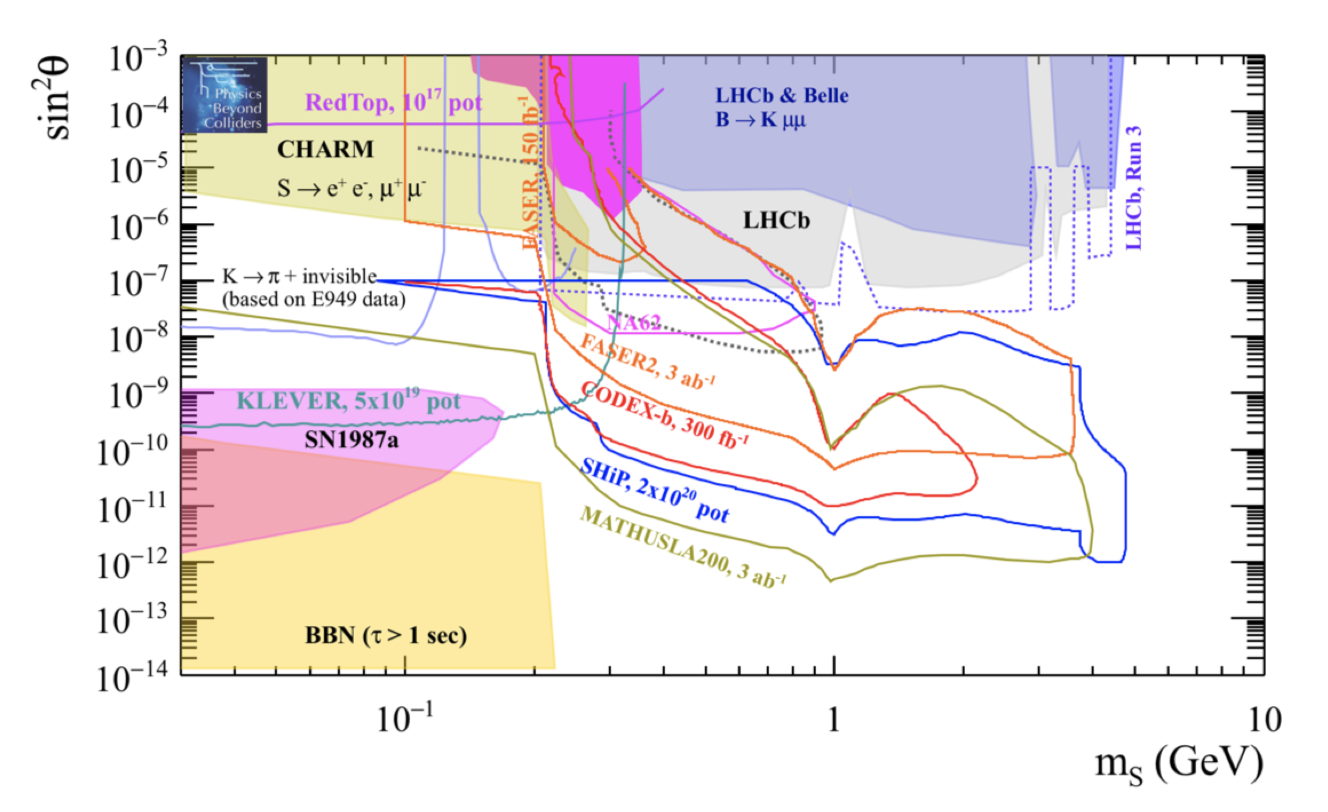 sin²θ
10⁻³
10⁻⁴
10⁻⁵
10⁻⁶
10⁻⁷
10⁻⁸
10⁻⁹
10⁻¹⁰
10⁻¹¹
10⁻¹²
10⁻¹³
10⁻¹⁴
Physics
Beyond
Colliders
RedTop, 10¹⁷ pot
CHARM
S → e⁺ e⁻, μ⁺ μ⁻
FASER, 150 fb⁻¹
LHCb & Belle
B → K μμ
LHCb
LHCb, Run 3
K → π + invisible
(based on E949 data)
NA62
FASER2, 3 ab⁻¹
CODEX-b, 300 fb⁻¹
KLEVER, 5x10¹⁹ pot
SN1987a
SHiP, 2x10²⁰ pot
MATHUSLA200, 3 ab⁻¹
BBN (τ > 1 sec)
10⁻¹
1
10
m_S (GeV)